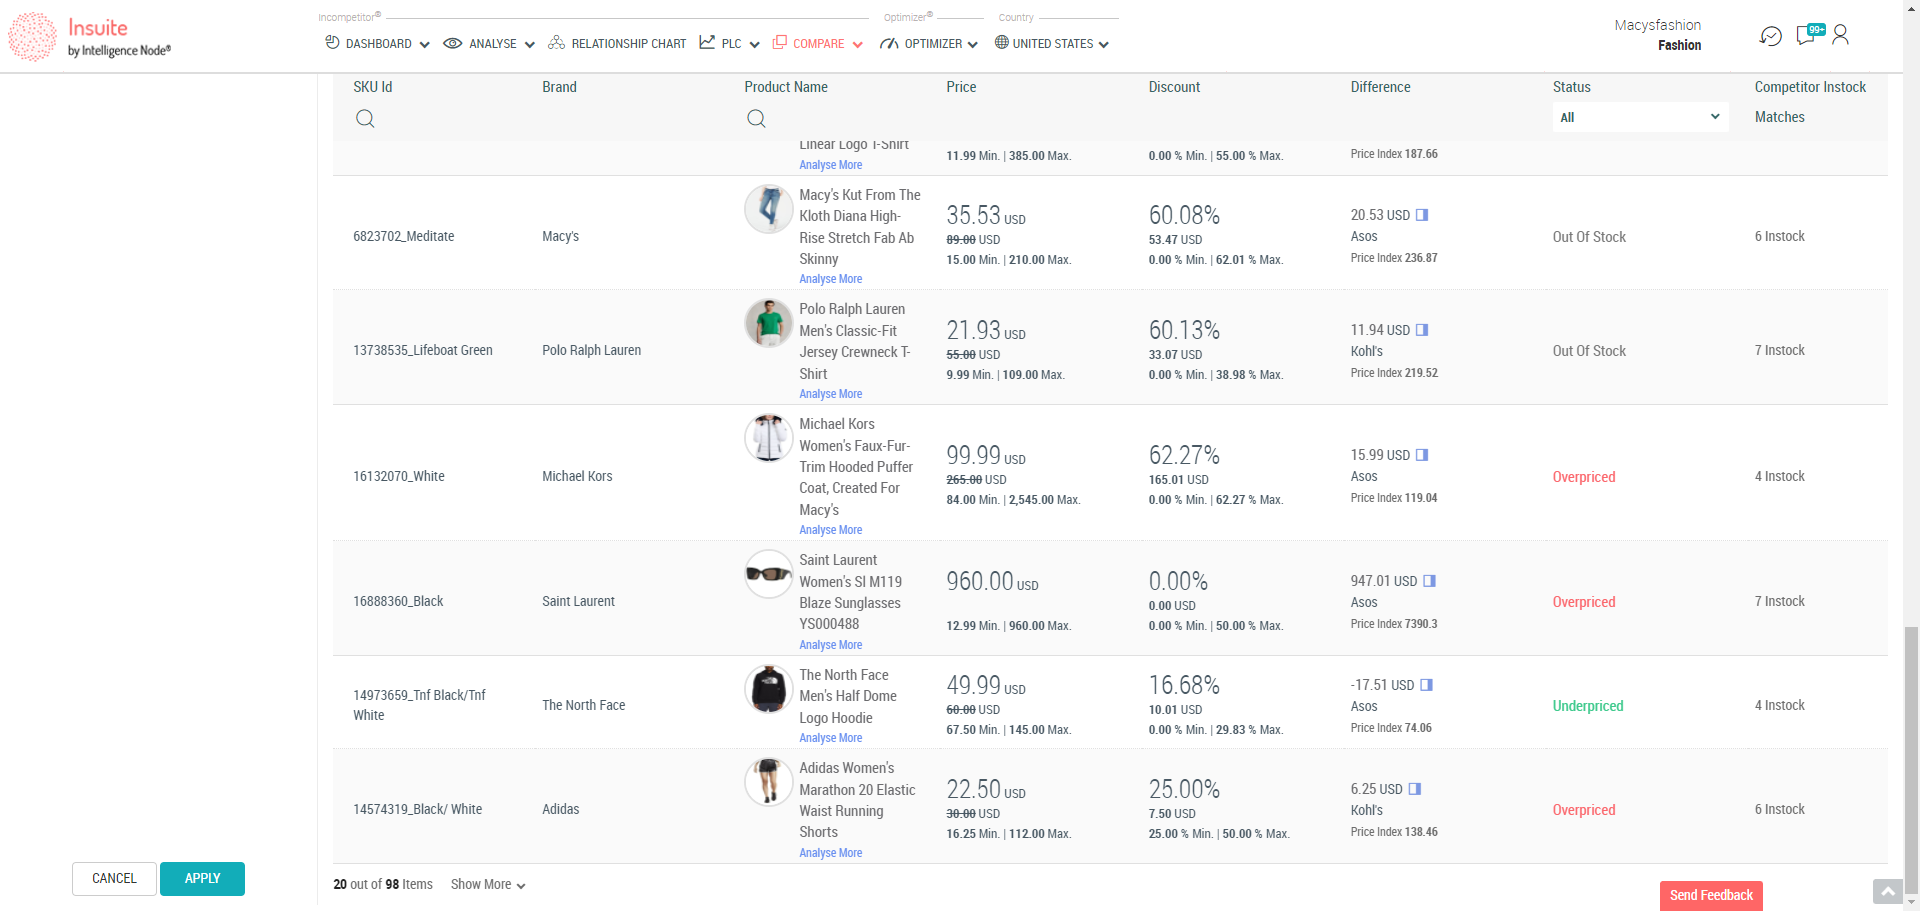 Incompetitor®
Optimizer®
Country
Insuite
by Intelligence Node®
DASHBOARD
ANALYSE
RELATIONSHIP CHART
PLC
COMPARE
OPTIMIZER
UNITED STATES
Macysfashion
Fashion
99+
SKU Id
Brand
Product Name
Price
Discount
Difference
Status
Competitor Instock
Matches
All
Linear Logo T-Shirt
Analyse More
11.99 Min. | 385.00 Max.
0.00 % Min. | 55.00 % Max.
Price Index 187.66
6823702_Meditate
Macy's
Macy's Kut From The
Kloth Diana High-
Rise Stretch Fab Ab
Skinny
Analyse More
35.53 USD
89.00 USD
15.00 Min. | 210.00 Max.
60.08%
53.47 USD
0.00 % Min. | 62.01 % Max.
20.53 USD
Asos
Price Index 236.87
Out Of Stock
6 Instock
13738535_Lifeboat Green
Polo Ralph Lauren
Polo Ralph Lauren
Men's Classic-Fit
Jersey Crewneck T-
Shirt
Analyse More
21.93 USD
55.00 USD
9.99 Min. | 109.00 Max.
60.13%
33.07 USD
0.00 % Min. | 38.98 % Max.
11.94 USD
Kohl's
Price Index 219.52
Out Of Stock
7 Instock
16132070_White
Michael Kors
Michael Kors
Women's Faux-Fur-
Trim Hooded Puffer
Coat, Created For
Macy's
Analyse More
99.99 USD
265.00 USD
84.00 Min. | 2,545.00 Max.
62.27%
165.01 USD
0.00 % Min. | 62.27 % Max.
15.99 USD
Asos
Price Index 119.04
Overpriced
4 Instock
16888360_Black
Saint Laurent
Saint Laurent
Women's Sl M119
Blaze Sunglasses
YS000488
Analyse More
960.00 USD
12.99 Min. | 960.00 Max.
0.00%
0.00 USD
0.00 % Min. | 50.00 % Max.
947.01 USD
Asos
Price Index 7390.3
Overpriced
7 Instock
14973659_Tnf Black/Tnf
White
The North Face
The North Face
Men's Half Dome
Logo Hoodie
Analyse More
49.99 USD
60.00 USD
67.50 Min. | 145.00 Max.
16.68%
10.01 USD
0.00 % Min. | 29.83 % Max.
-17.51 USD
Asos
Price Index 74.06
Underpriced
4 Instock
14574319_Black/ White
Adidas
Adidas Women's
Marathon 20 Elastic
Waist Running
Shorts
Analyse More
22.50 USD
30.00 USD
16.25 Min. | 112.00 Max.
25.00%
7.50 USD
25.00 % Min. | 50.00 % Max.
6.25 USD
Kohl's
Price Index 138.46
Overpriced
6 Instock
CANCEL
APPLY
20 out of 98 Items
Show More
Send Feedback